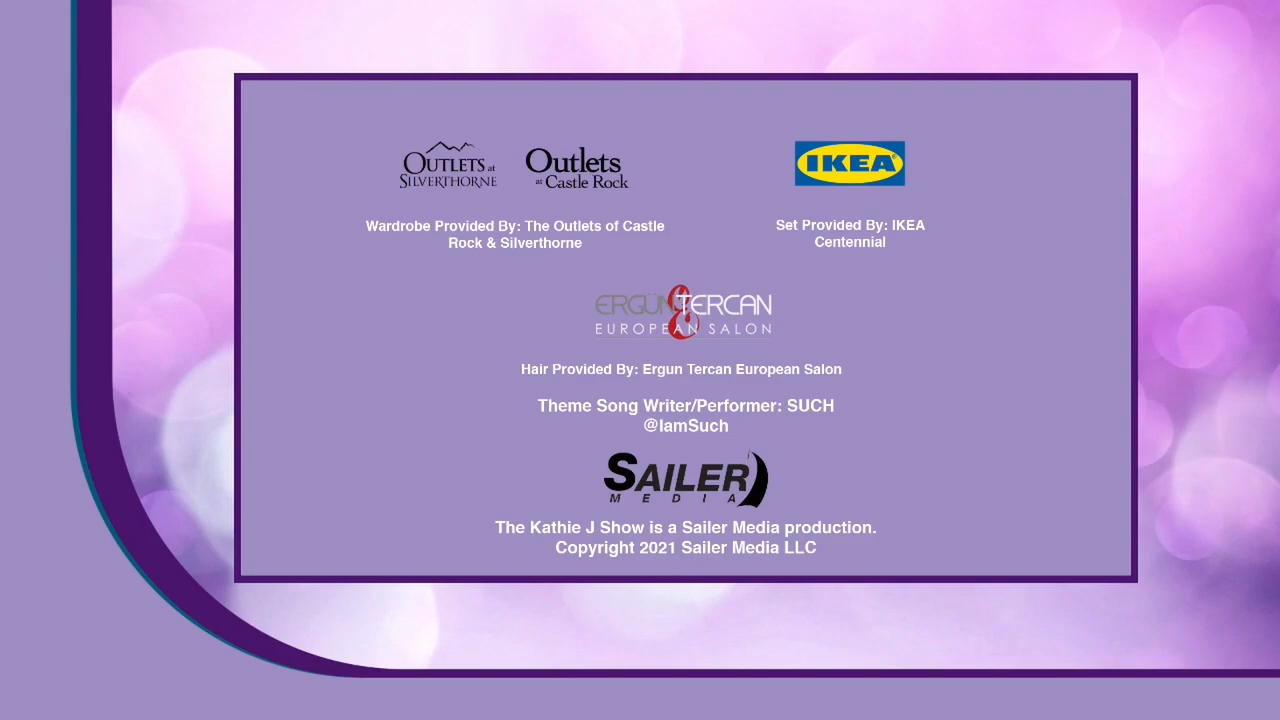 OUTLETS at
SILVERTHORNE
Outlets
at Castle Rock
IKEA®
Wardrobe Provided By: The Outlets of Castle
Rock & Silverthorne
Set Provided By: IKEA
Centennial
ERGÜN TERCAN
EUROPEAN SALON
Hair Provided By: Ergun Tercan European Salon
Theme Song Writer/Performer: SUCH
@IamSuch
SAILER
MEDIA
The Kathie J Show is a Sailer Media production.
Copyright 2021 Sailer Media LLC